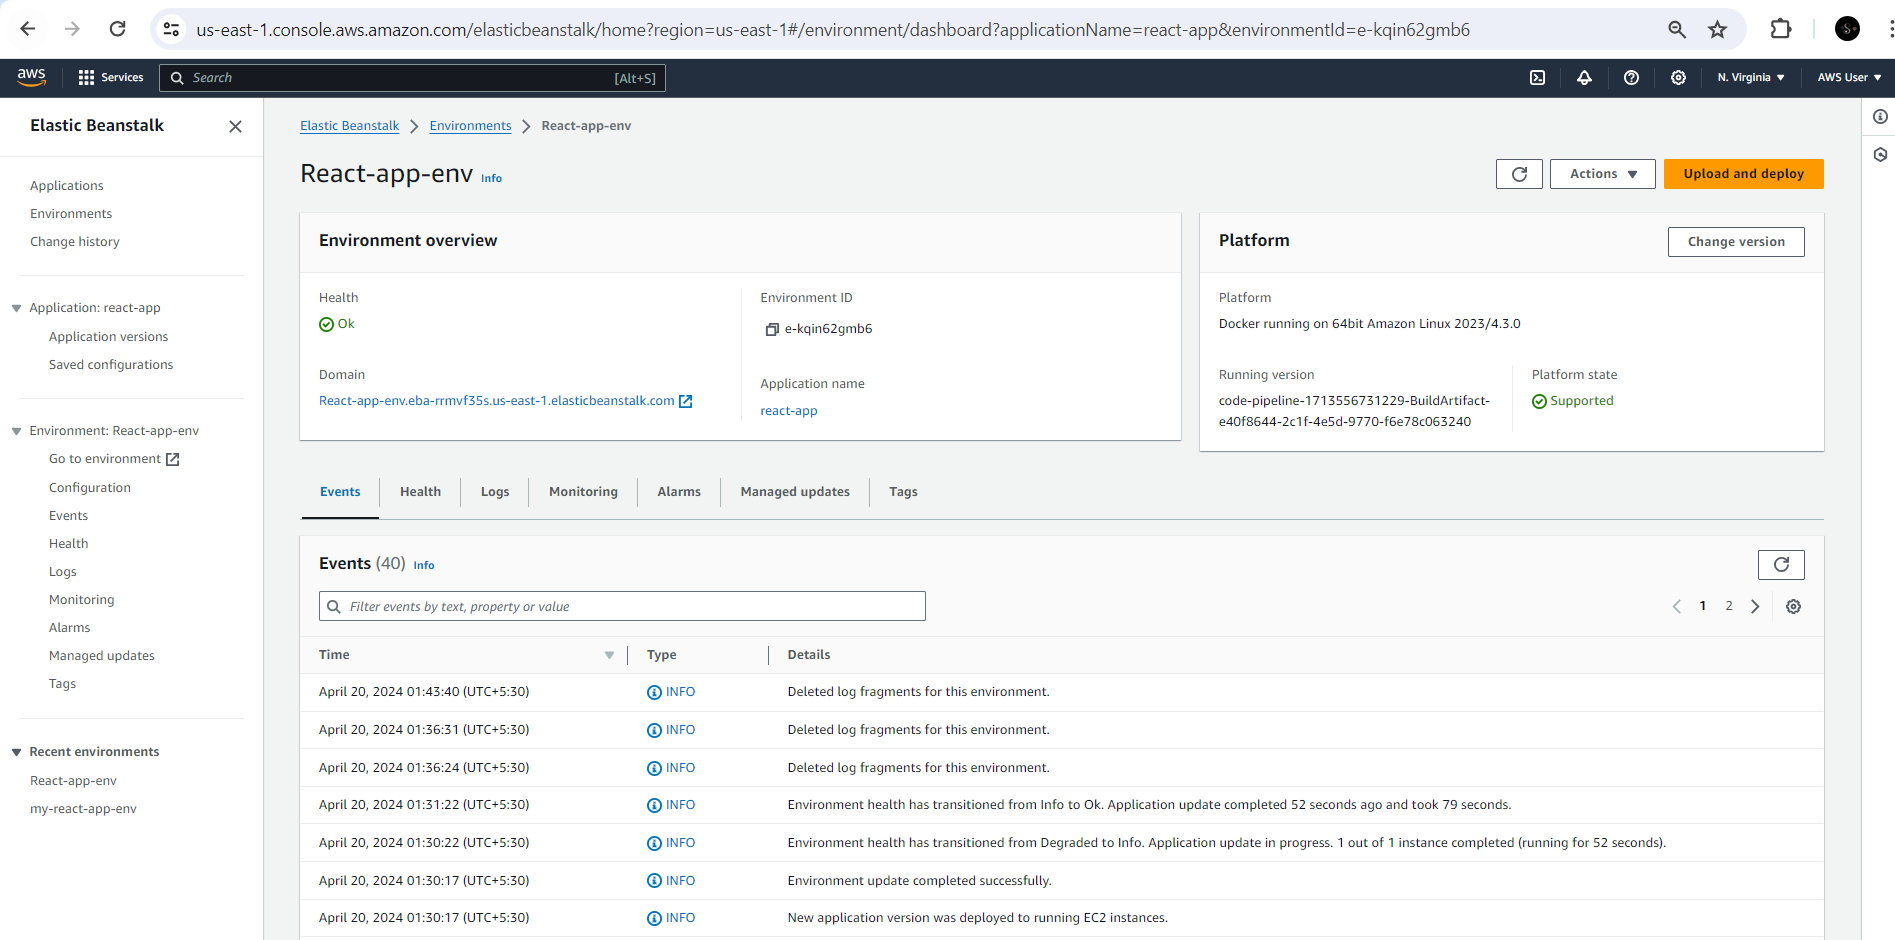 us-east-1.console.aws.amazon.com/elasticbeanstalk/home?region=us-east-1#/environment/dashboard?applicationName=react-app&environmentId=e-kqin62gmb6
aws Services Search [Alt+S] N. Virginia AWS User
Elastic Beanstalk
Applications
Environments
Change history
Application: react-app
Application versions
Saved configurations
Environment: React-app-env
Go to environment
Configuration
Events
Health
Logs
Monitoring
Alarms
Managed updates
Tags
Recent environments
React-app-env
my-react-app-env
Elastic Beanstalk Environments React-app-env
React-app-env Info
Actions Upload and deploy
Environment overview
Health
Ok
Domain
React-app-env.eba-rrmvf35s.us-east-1.elasticbeanstalk.com
Environment ID
e-kqin62gmb6
Application name
react-app
Platform Change version
Platform
Docker running on 64bit Amazon Linux 2023/4.3.0
Running version
code-pipeline-1713556731229-BuildArtifact-
e40f8644-2c1f-4e5d-9770-f6e78c063240
Platform state
Supported
Events Health Logs Monitoring Alarms Managed updates Tags
Events (40) Info
Filter events by text, property or value
1 2
Time Type Details
April 20, 2024 01:43:40 (UTC+5:30) INFO Deleted log fragments for this environment.
April 20, 2024 01:36:31 (UTC+5:30) INFO Deleted log fragments for this environment.
April 20, 2024 01:36:24 (UTC+5:30) INFO Deleted log fragments for this environment.
April 20, 2024 01:31:22 (UTC+5:30) INFO Environment health has transitioned from Info to Ok. Application update completed 52 seconds ago and took 79 seconds.
April 20, 2024 01:30:22 (UTC+5:30) INFO Environment health has transitioned from Degraded to Info. Application update in progress. 1 out of 1 instance completed (running for 52 seconds).
April 20, 2024 01:30:17 (UTC+5:30) INFO Environment update completed successfully.
April 20, 2024 01:30:17 (UTC+5:30) INFO New application version was deployed to running EC2 instances.